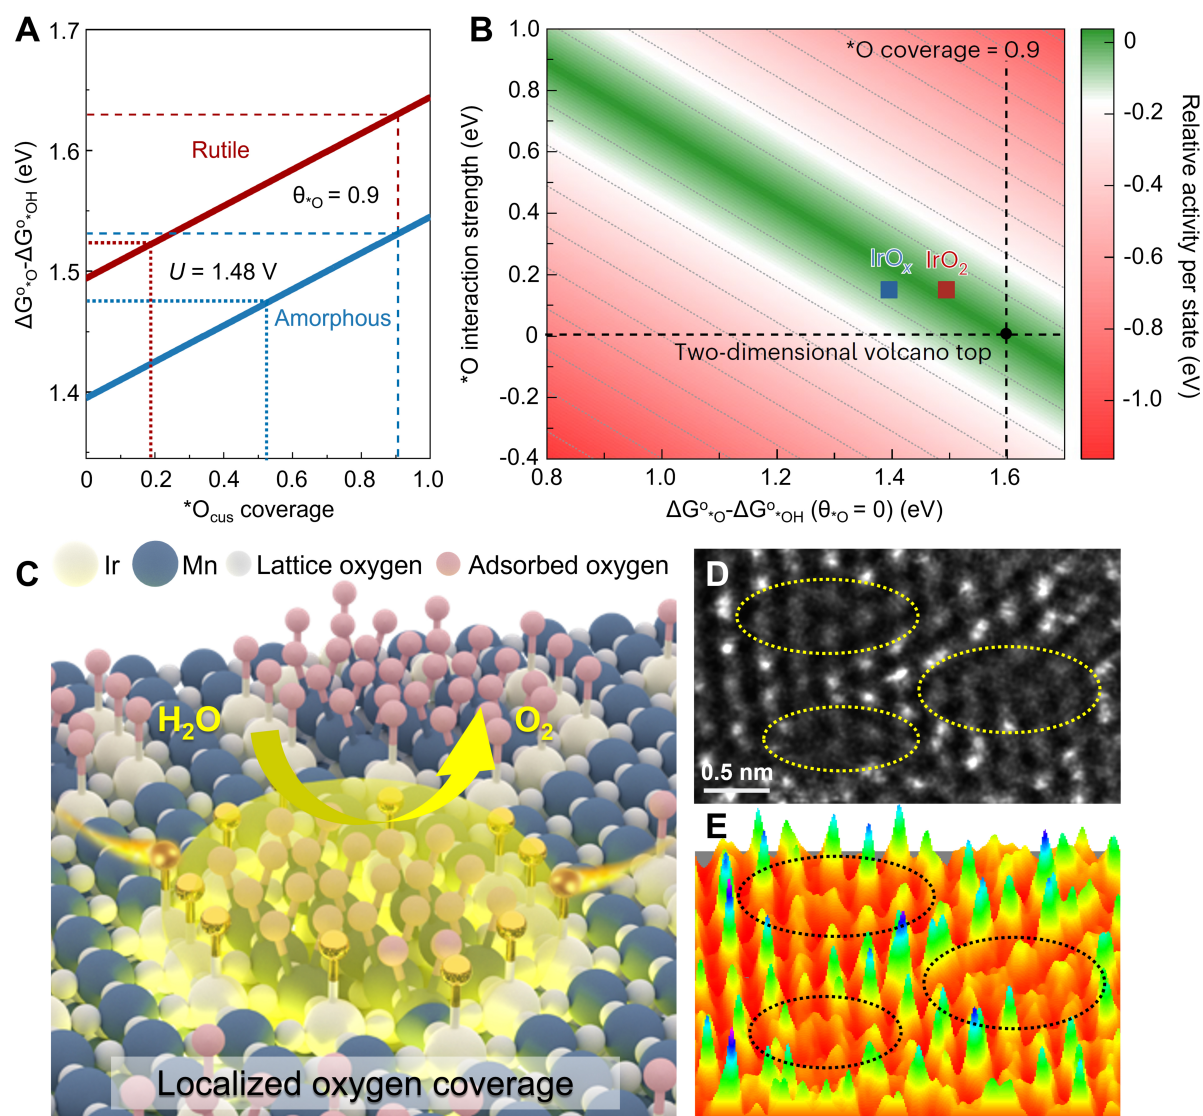 A
1.7
1.6
1.5
1.4
ΔGº*O-ΔGº*OH (eV)
Rutile
θ*O = 0.9
U = 1.48 V
Amorphous
0 0.2 0.4 0.6 0.8 1.0
*Ocus coverage
B
1.0
0.8
0.6
0.4
0.2
0
-0.2
-0.4
*O interaction strength (eV)
*O coverage = 0.9
IrOx IrO2
Two-dimensional volcano top
0.8 1.0 1.2 1.4 1.6
ΔGº*O-ΔGº*OH (θ*O = 0) (eV)
0
-0.2
-0.4
-0.6
-0.8
-1.0
Relative activity per state (eV)
C
Ir Mn Lattice oxygen Adsorbed oxygen
H2O O2
Localized oxygen coverage
D
0.5 nm
E